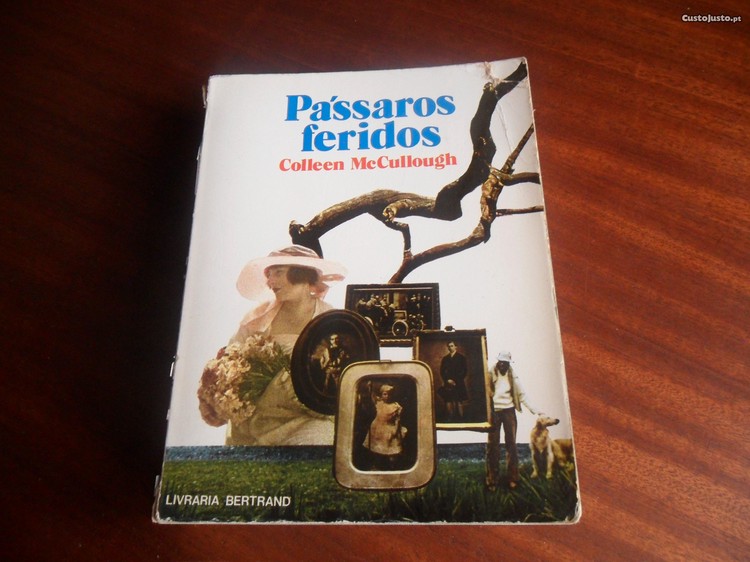 CustoJusto.pt
Pássaros
feridos
Colleen McCullough
LIVRARIA BERTRAND